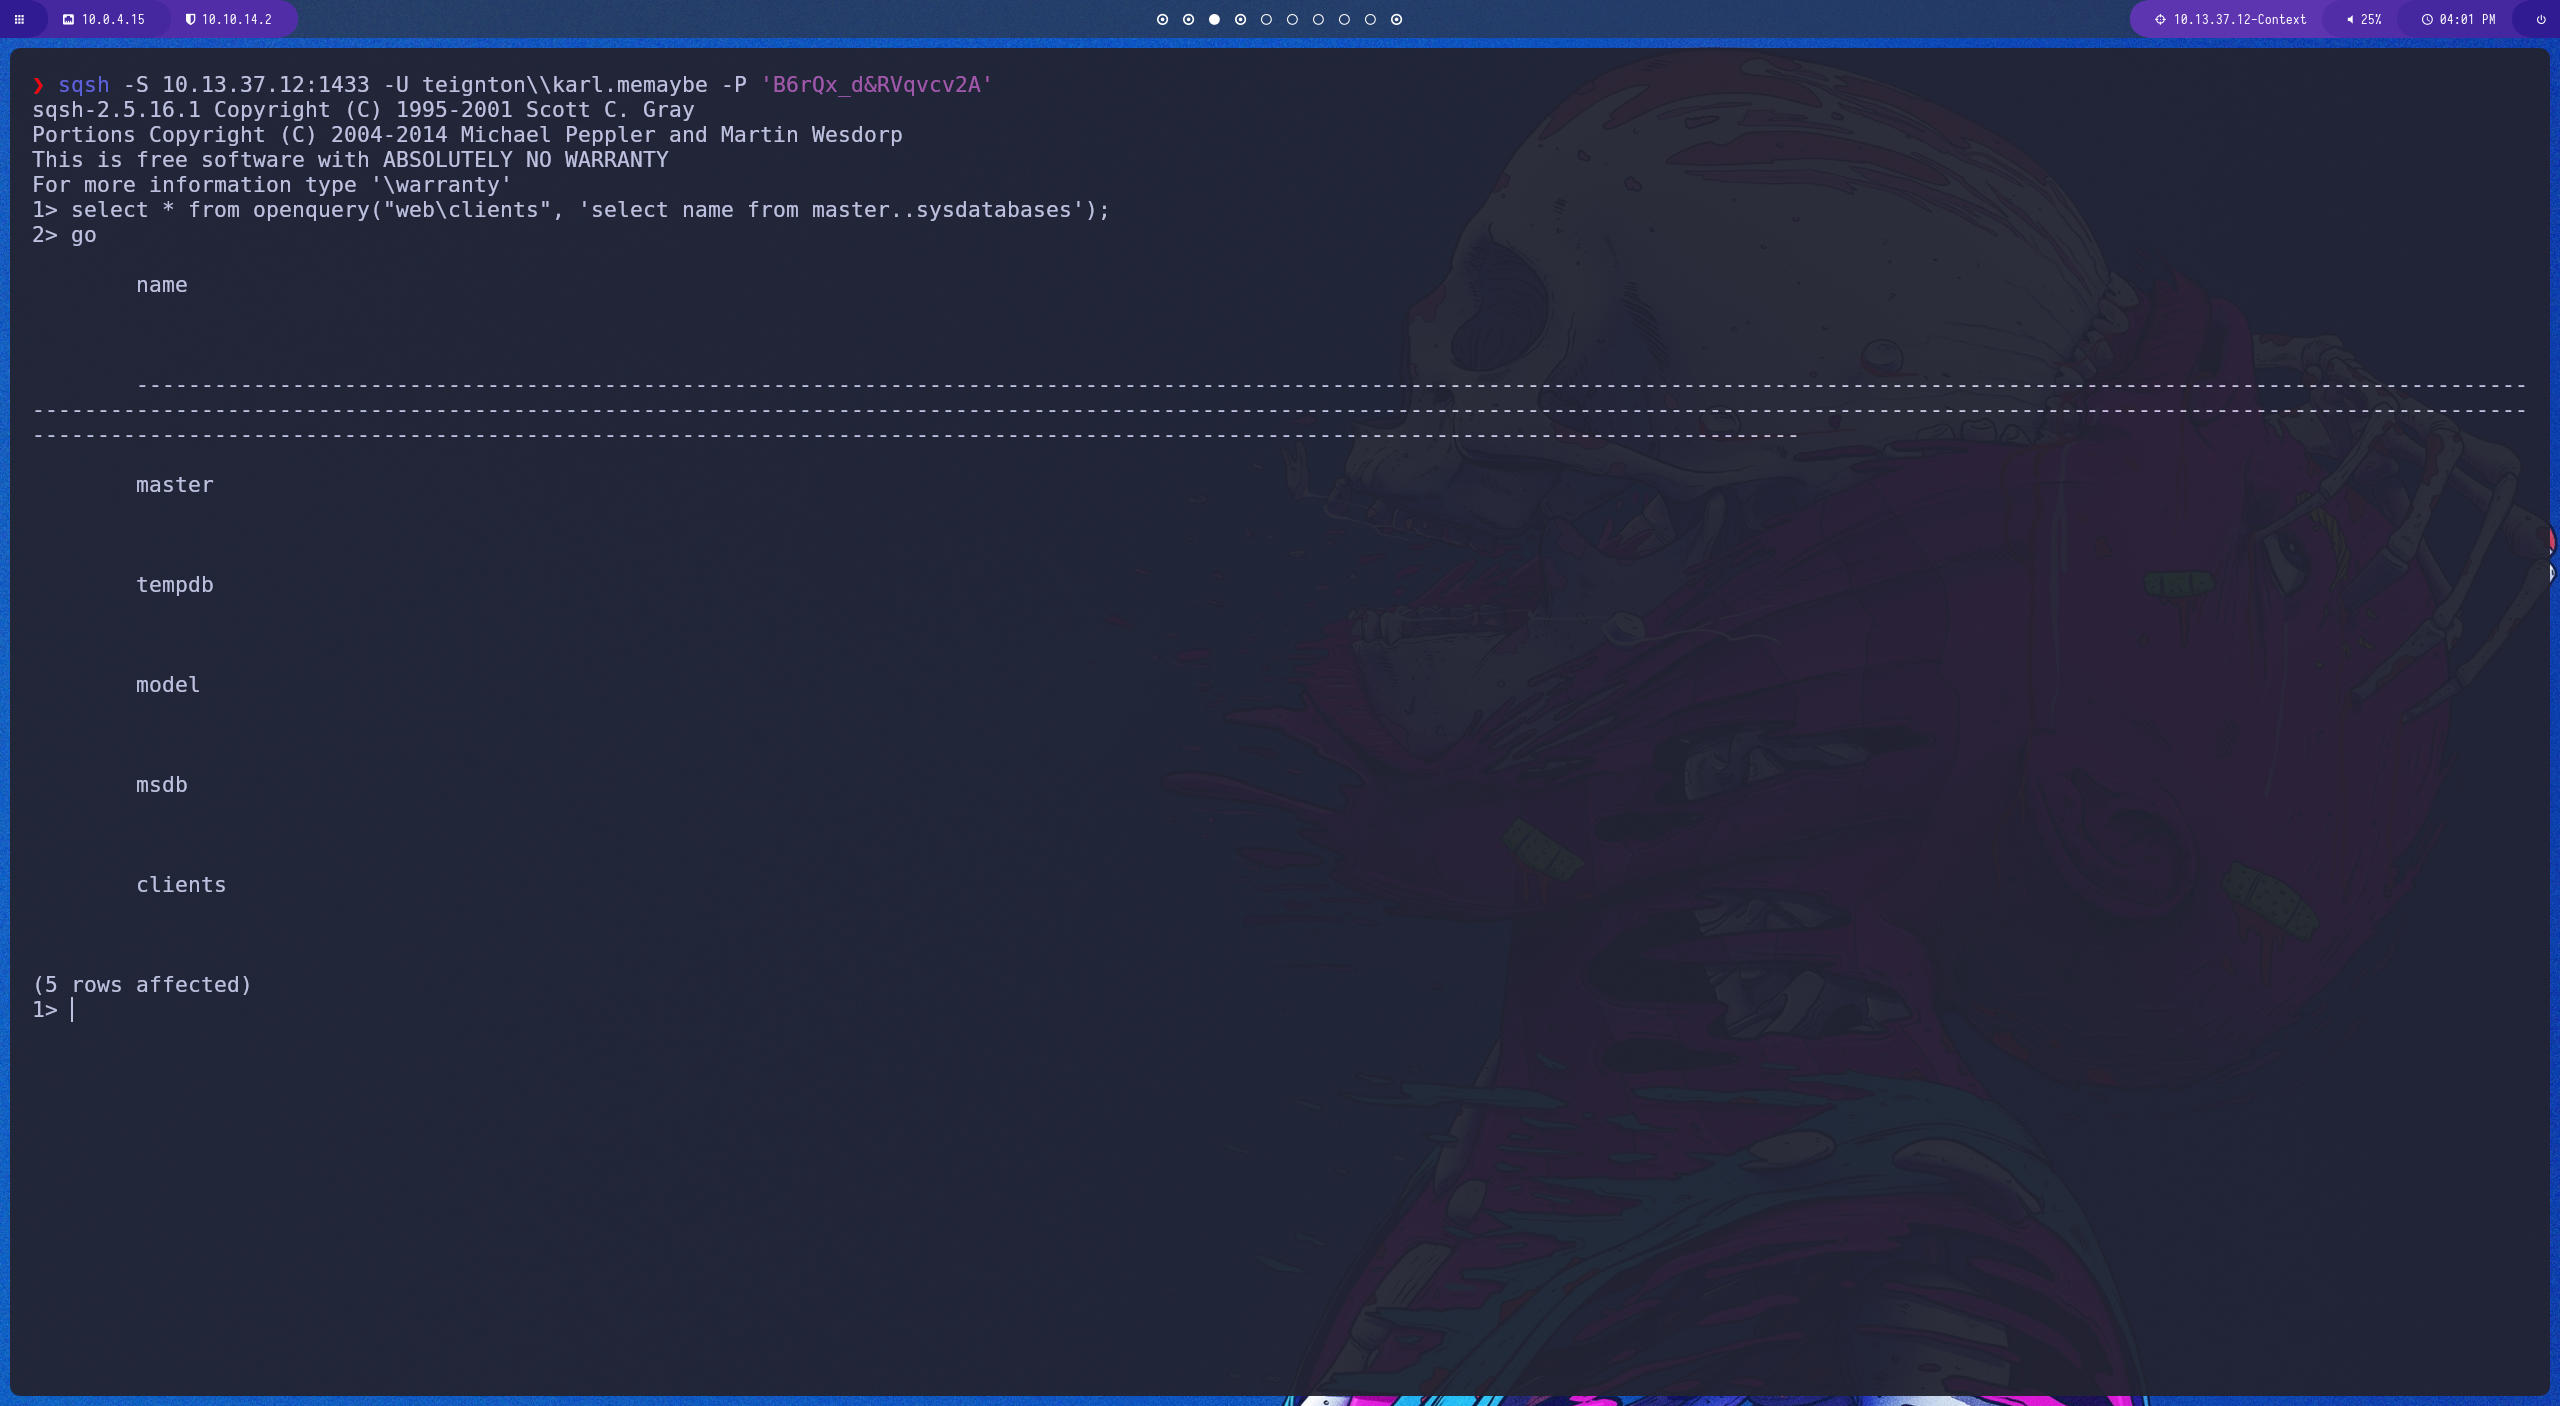 10.0.4.15 10.10.14.2 10.13.37.12-Context 25% 04:01 PM
❯ sqsh -S 10.13.37.12:1433 -U teignton\\karl.memaybe -P 'B6rQx_d&RVqvcv2A'
sqsh-2.5.16.1 Copyright (C) 1995-2001 Scott C. Gray
Portions Copyright (C) 2004-2014 Michael Peppler and Martin Wesdorp
This is free software with ABSOLUTELY NO WARRANTY
For more information type '\warranty'
1> select * from openquery("web\clients", 'select name from master..sysdatabases');
2> go
name
master
tempdb
model
msdb
clients
(5 rows affected)
1>